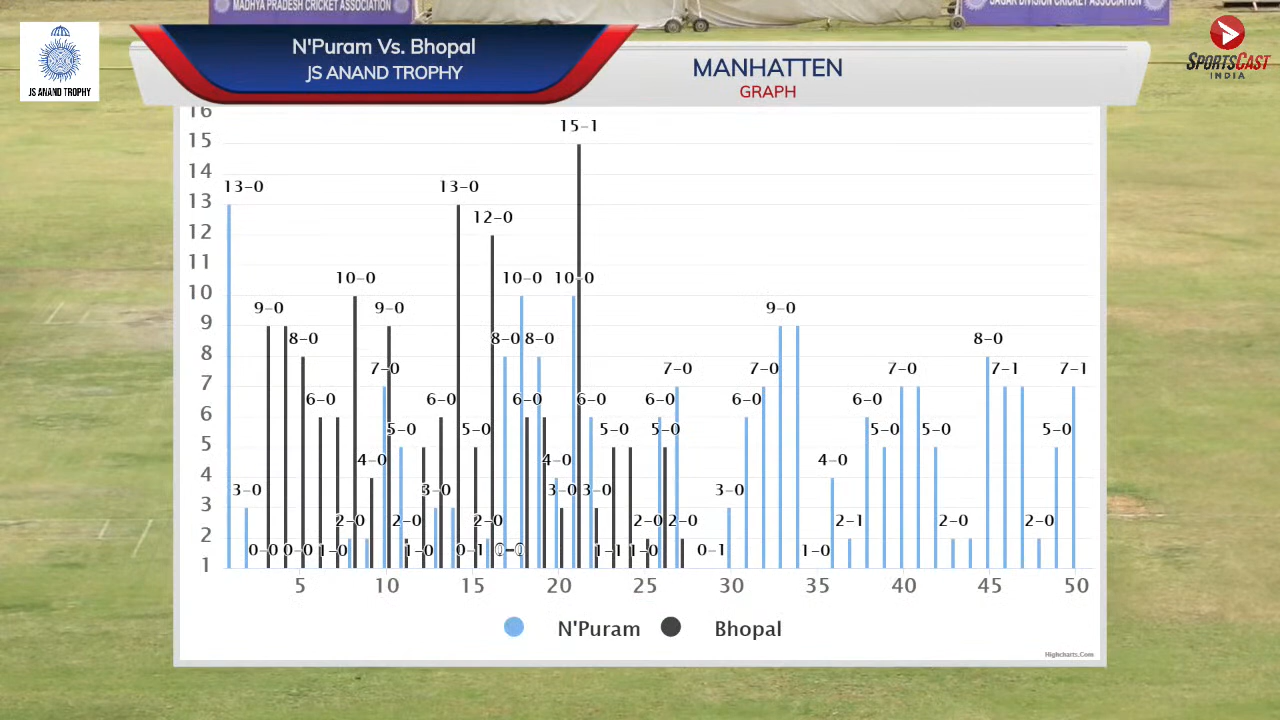 MADHYA PRADESH CRICKET ASSOCIATION
SAGAR DIVISION CRICKET ASSOCIATION
JS ANAND TROPHY
N'Puram Vs. Bhopal
JS ANAND TROPHY
MANHATTEN
GRAPH
SPORTSCAST
INDIA
16
15
14
13
12
11
10
9
8
7
6
5
4
3
2
1
15-1
13-0 13-0
12-0
10-0 10-0 10-0
9-0 9-0 9-0
8-0 8-0 8-0 8-0
7-0 7-0 7-0 7-0 7-1 7-1
6-0 6-0 6-0 6-0 6-0 6-0 6-0
5-0 5-0 5-0 5-0 5-0 5-0 5-0
4-0 4-0 4-0
3-0 3-0 3-0 3-0 3-0
2-0 2-0 2-0 2-0 2-0 2-1 2-0 2-0
0-0 0-0 1-0 1-0 0-1 0-0 1-1 1-0 0-1 1-0
5 10 15 20 25 30 35 40 45 50
N'Puram Bhopal
Highcharts.Com